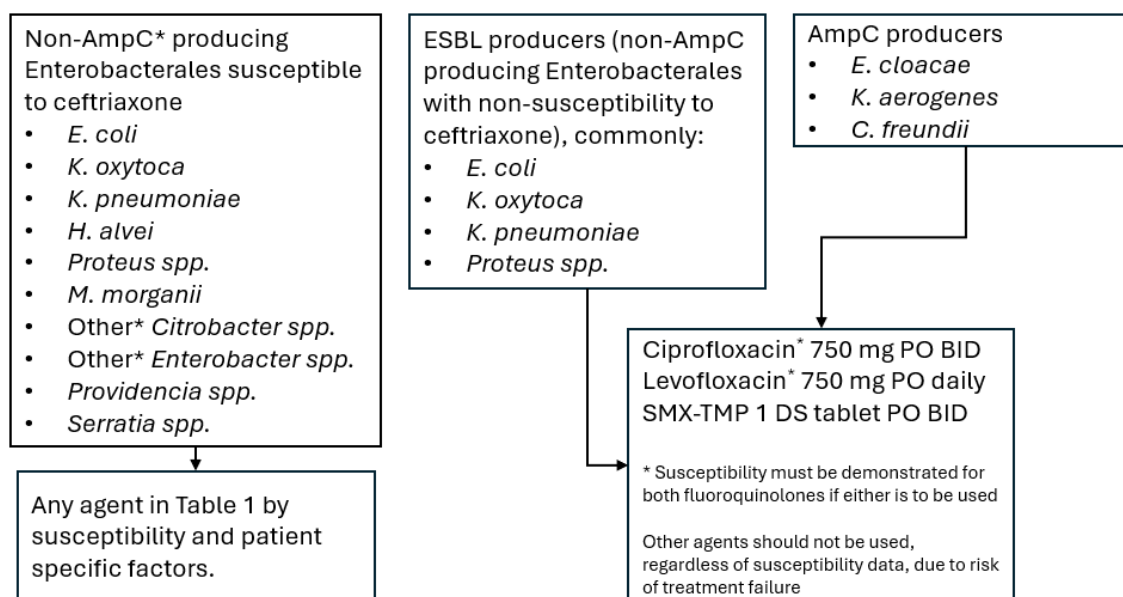 Non-AmpC* producing
Enterobacterales susceptible
to ceftriaxone
• E. coli
• K. oxytoca
• K. pneumoniae
• H. alvei
• Proteus spp.
• M. morganii
• Other* Citrobacter spp.
• Other* Enterobacter spp.
• Providencia spp.
• Serratia spp.
Any agent in Table 1 by
susceptibility and patient
specific factors.
ESBL producers (non-AmpC
producing Enterobacterales
with non-susceptibility to
ceftriaxone), commonly:
• E. coli
• K. oxytoca
• K. pneumoniae
• Proteus spp.
AmpC producers
• E. cloacae
• K. aerogenes
• C. freundii
Ciprofloxacin* 750 mg PO BID
Levofloxacin* 750 mg PO daily
SMX-TMP 1 DS tablet PO BID
* Susceptibility must be demonstrated for
both fluoroquinolones if either is to be used
Other agents should not be used,
regardless of susceptibility data, due to risk
of treatment failure